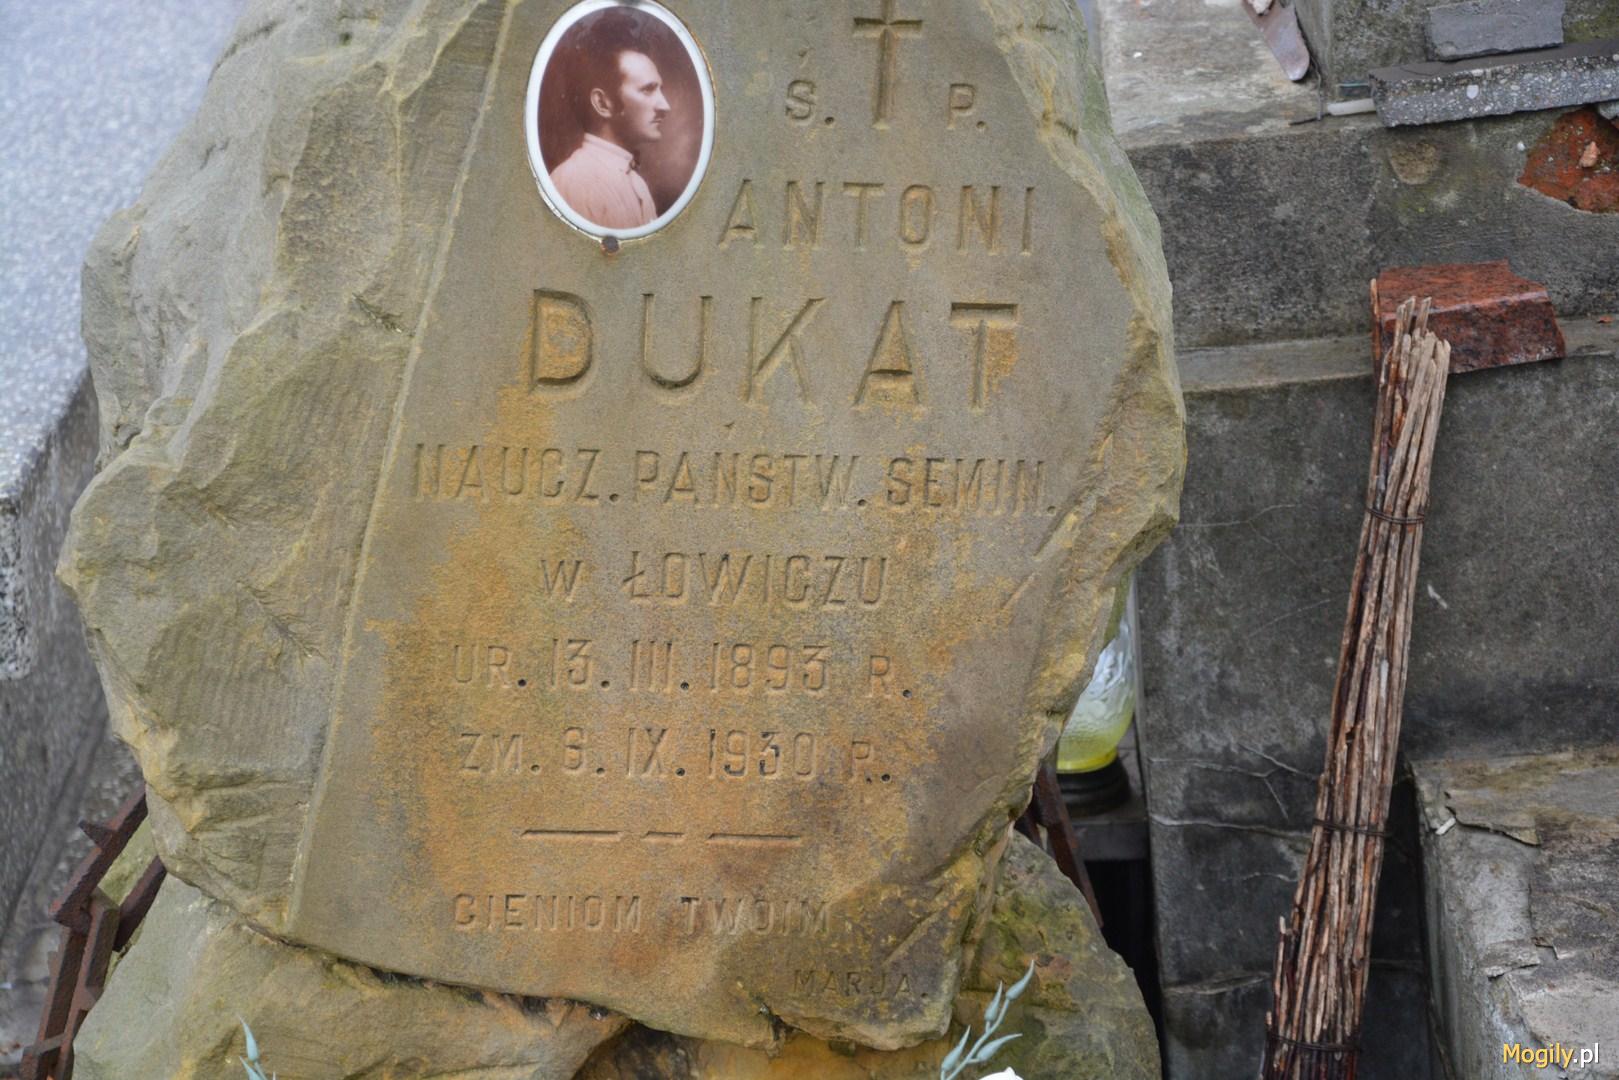 Ś. P.
ANTONI
DUKAT
NAUCZ. PAŃSTW. SEMIN.
W ŁOWICZU
UR. 13. III. 1893 R.
ZM. 6. IX. 1930 R.
CIENIOM TWOIM
MARJA.
Mogily.pl